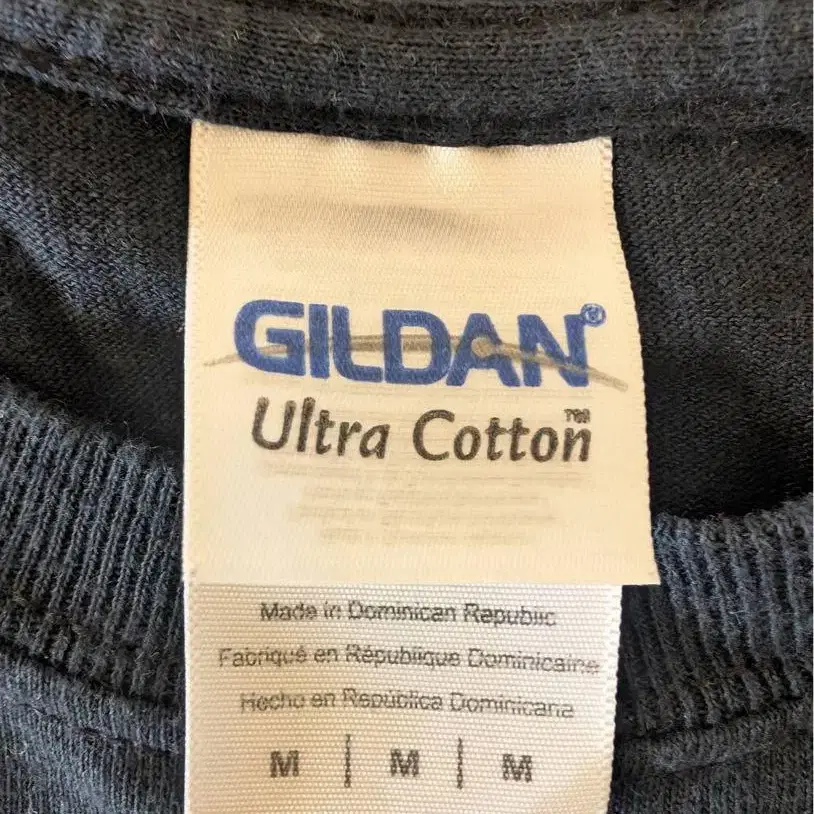 GILDAN®
Ultra Cotton™
Made in Dominican Republic
Fabriqué en République Dominicaine
Hecho en República Dominicana
M | M | M